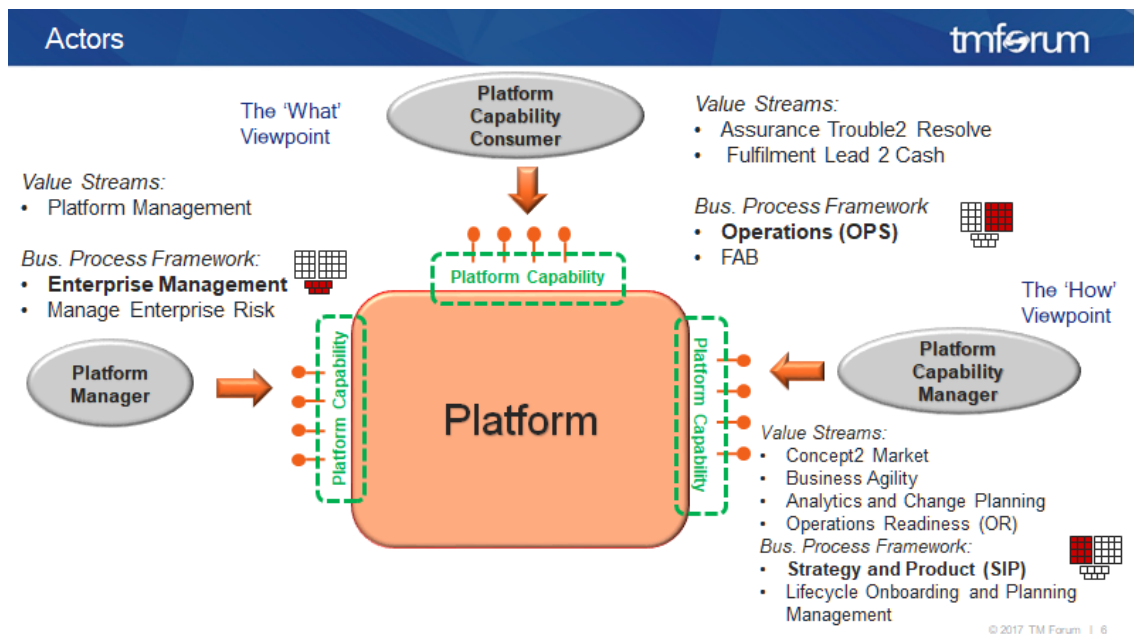 Actors
tmforum
The 'What'
Viewpoint
Platform
Capability
Consumer
Value Streams:
• Assurance Trouble2 Resolve
• Fulfilment Lead 2 Cash
Value Streams:
• Platform Management
Bus. Process Framework
• Operations (OPS)
• FAB
Bus. Process Framework:
• Enterprise Management
• Manage Enterprise Risk
Platform Capability
The 'How'
Viewpoint
Platform
Manager
Platform Capability
Platform
Platform Capability
Platform
Capability
Manager
Value Streams:
• Concept2 Market
• Business Agility
• Analytics and Change Planning
• Operations Readiness (OR)
Bus. Process Framework:
• Strategy and Product (SIP)
• Lifecycle Onboarding and Planning
Management
© 2017 TM Forum | 6